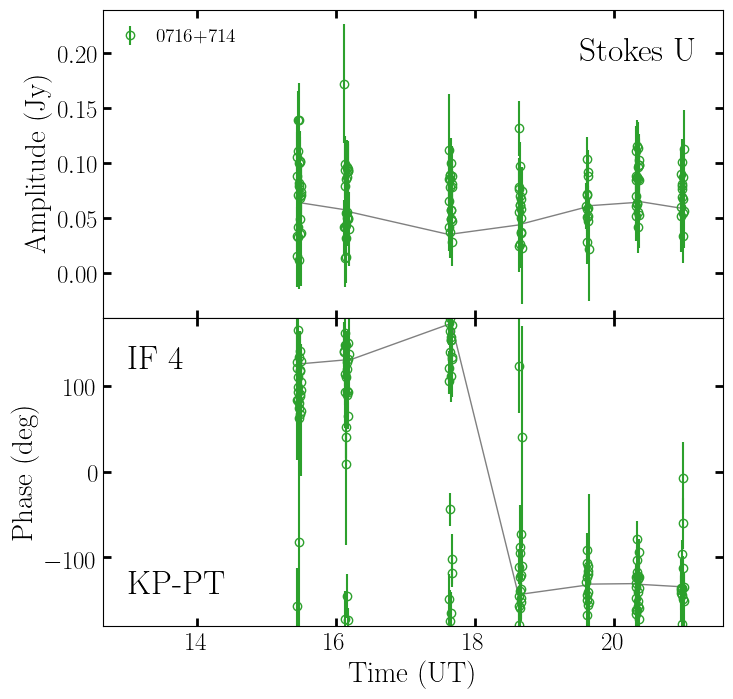 0716+714
Stokes U
0.20
0.15
0.10
0.05
0.00
Amplitude (Jy)
IF 4
100
0
−100
Phase (deg)
KP-PT
14 16 18 20
Time (UT)